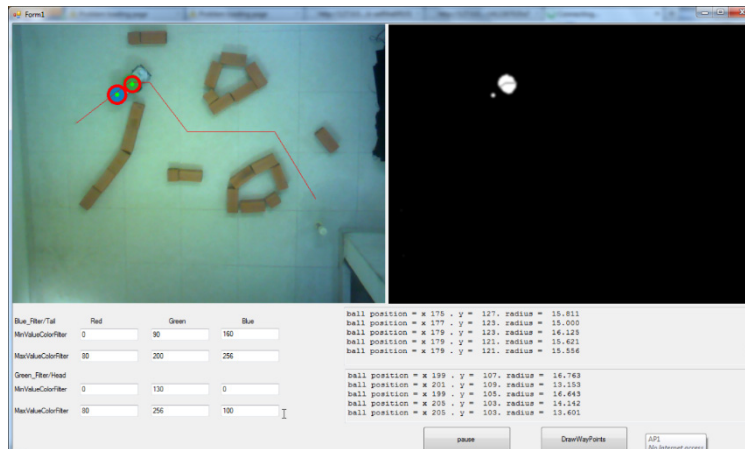 Form1
Blue_Filter/Tail Red Green Blue
MinValueColorFilter 0 90 160
MaxValueColorFilter 80 200 256
Green_Filter/Head
MinValueColorFilter 0 130 0
MaxValueColorFilter 80 256 100
ball position = x 175 . y = 127. radius = 15.811
ball position = x 177 . y = 123. radius = 15.000
ball position = x 179 . y = 123. radius = 16.125
ball position = x 179 . y = 121. radius = 15.621
ball position = x 179 . y = 121. radius = 15.556
ball position = x 199 . y = 107. radius = 16.763
ball position = x 201 . y = 109. radius = 13.153
ball position = x 199 . y = 105. radius = 16.643
ball position = x 205 . y = 103. radius = 14.142
ball position = x 205 . y = 103. radius = 13.601
pause
DrawWayPoints
AP1
No Internet access